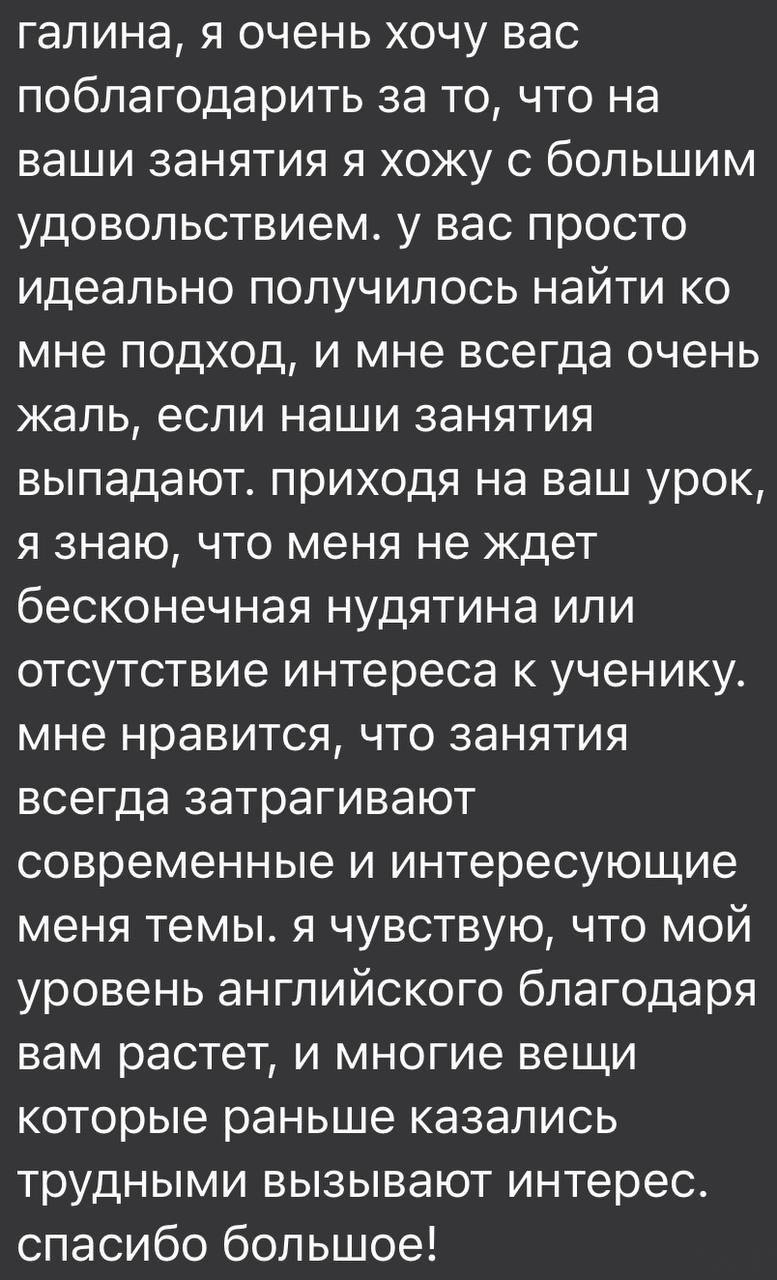 галина, я очень хочу вас
поблагодарить за то, что на
ваши занятия я хожу с большим
удовольствием. у вас просто
идеально получилось найти ко
мне подход, и мне всегда очень
жаль, если наши занятия
выпадают. приходя на ваш урок,
я знаю, что меня не ждет
бесконечная нудятина или
отсутствие интереса к ученику.
мне нравится, что занятия
всегда затрагивают
современные и интересующие
меня темы. я чувствую, что мой
уровень английского благодаря
вам растет, и многие вещи
которые раньше казались
трудными вызывают интерес.
спасибо большое!